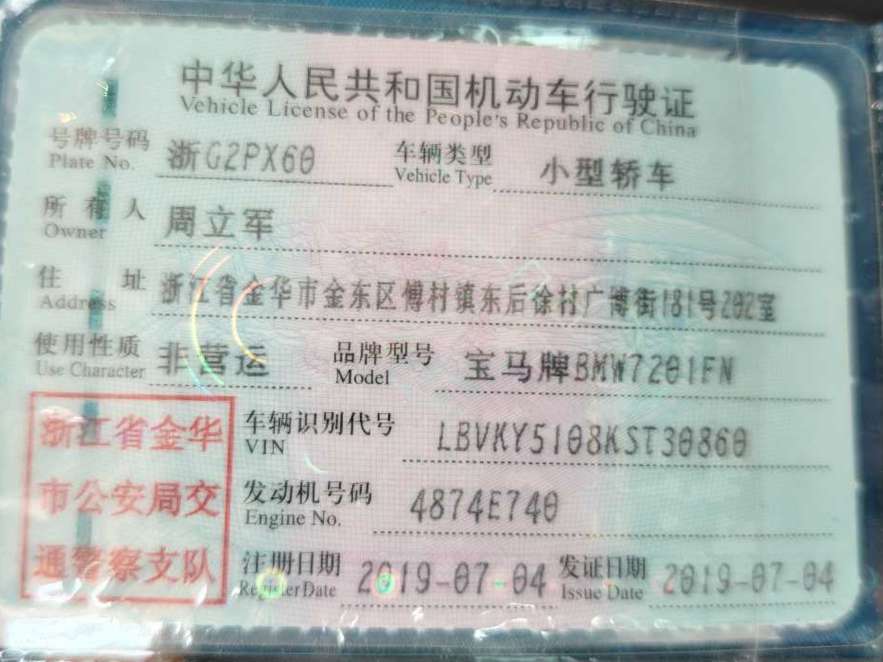 中华人民共和国机动车行驶证
Vehicle License of the People's Republic of China
号牌号码 浙G2PX60 车辆类型 小型轿车
Plate No. Vehicle Type
所有人 周立军
Owner
住址 浙江省金华市金东区傅村镇东后徐村广博街181号202室
Address
使用性质 非营运 品牌型号 宝马牌BMW7201FN
Use Character Model
浙江省金华
市公安局交
通警察支队
车辆识别代号 LBVKY5108KST30860
VIN
发动机号码 4874E740
Engine No.
注册日期 2019-07-04 发证日期 2019-07-04
Register Date Issue Date